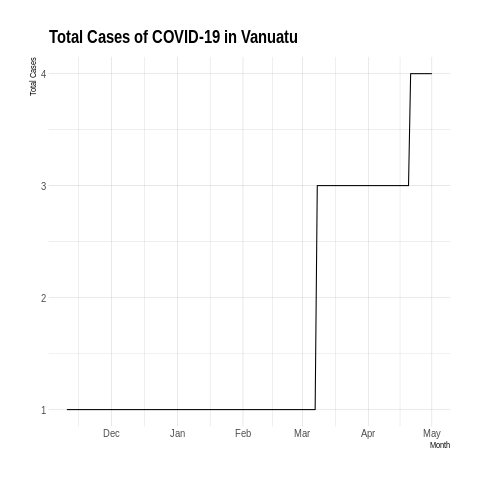 Total Cases of COVID-19 in Vanuatu
Total Cases
4
3
2
1
Dec Jan Feb Mar Apr May
Month